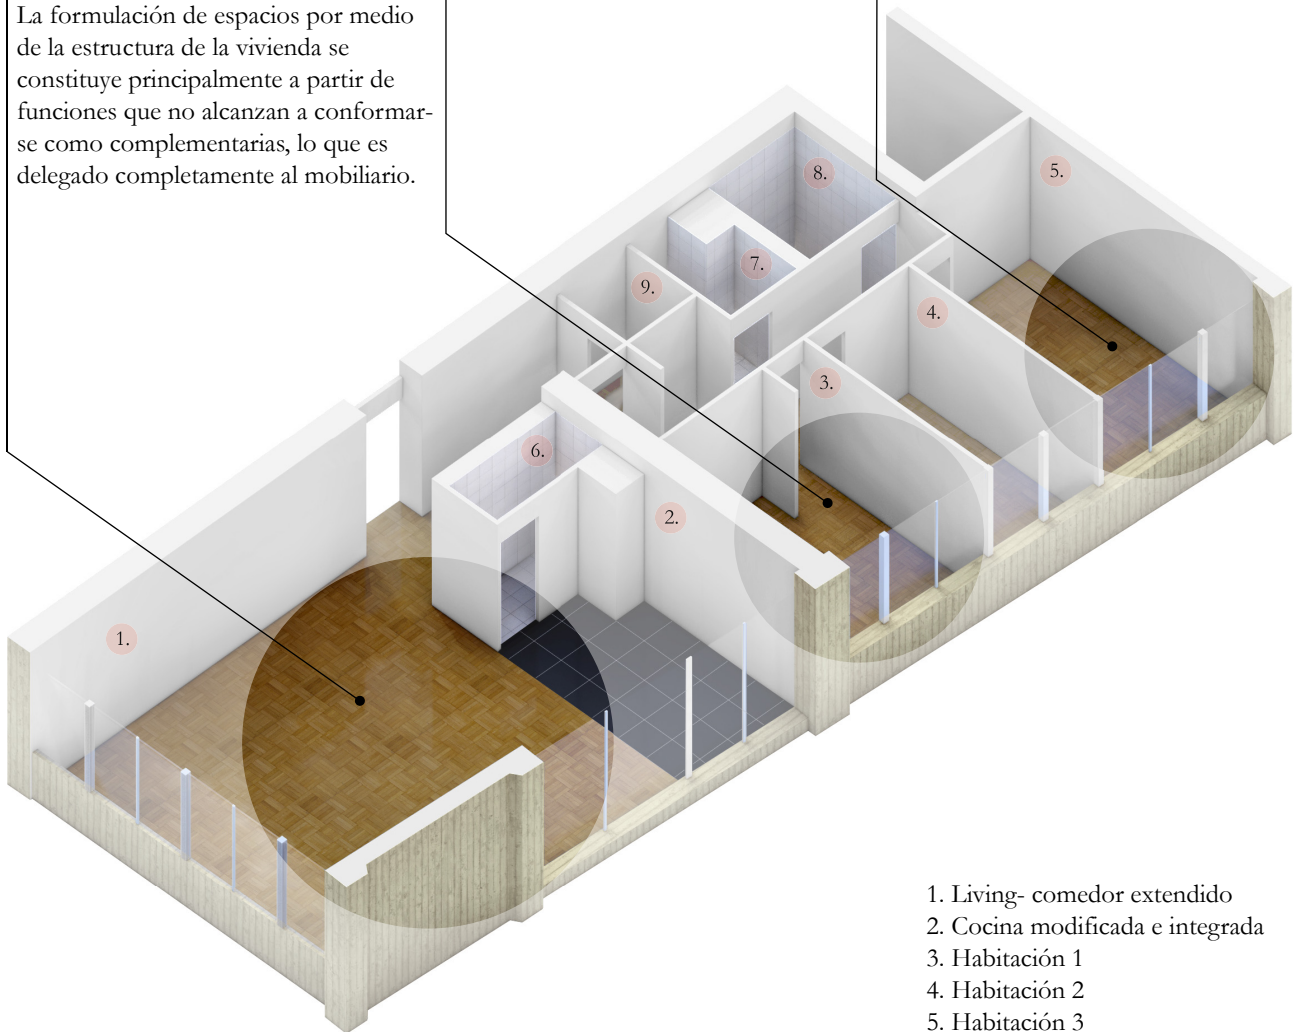 La formulación de espacios por medio
de la estructura de la vivienda se
constituye principalmente a partir de
funciones que no alcanzan a conformar-
se como complementarias, lo que es
delegado completamente al mobiliario.
5.
8.
7.
9.
4.
3.
6.
2.
1.
1. Living- comedor extendido
2. Cocina modificada e integrada
3. Habitación 1
4. Habitación 2
5. Habitación 3